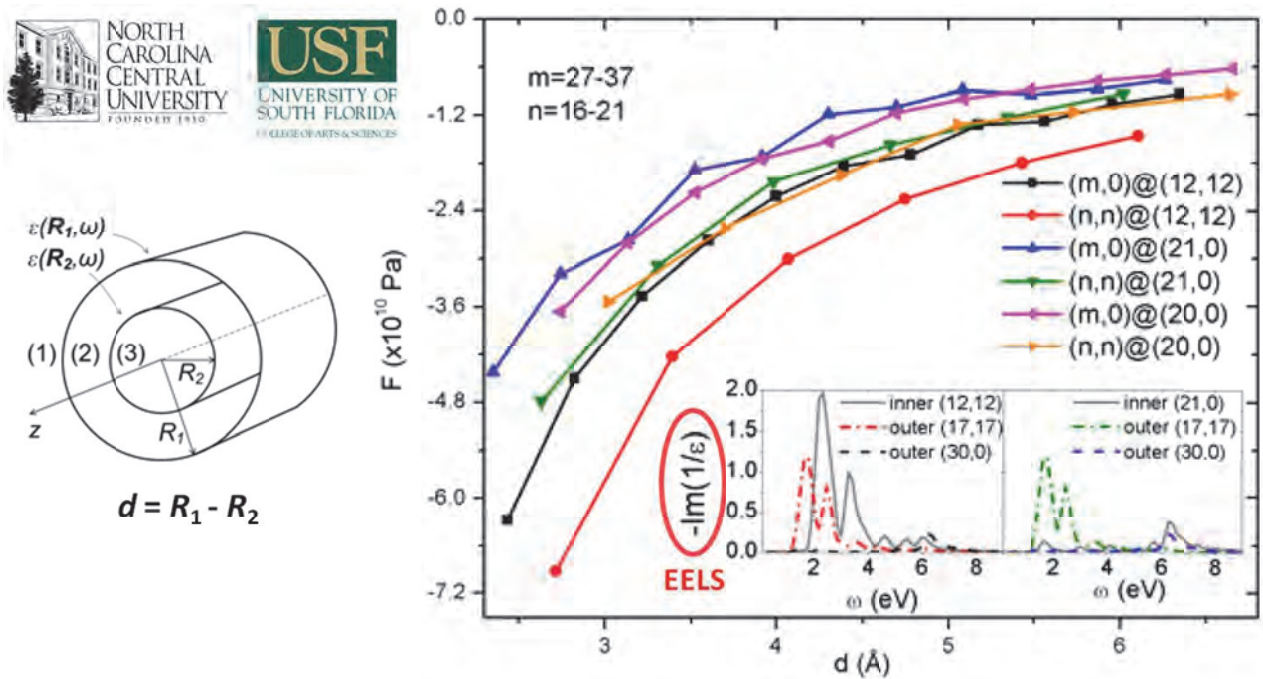 NORTH
CAROLINA
CENTRAL
UNIVERSITY
FOUNDED 1910
USF
UNIVERSITY OF
SOUTH FLORIDA
COLLEGE OF ARTS & SCIENCES
ε(R₁,ω)
ε(R₂,ω)
(1) (2) (3)
R₂
R₁
z
d = R₁ - R₂
F (x10¹⁰ Pa)
0.0
-1.2
-2.4
-3.6
-4.8
-6.0
-7.2
m=27-37
n=16-21
(m,0)@(12,12)
(n,n)@(12,12)
(m,0)@(21,0)
(n,n)@(21,0)
(m,0)@(20,0)
(n,n)@(20,0)
-Im(1/ε)
EELS
2.0
1.5
1.0
0.5
0.0
inner (12,12)
outer (17,17)
outer (30,0)
2 4 6 8
ω (eV)
inner (21,0)
outer (17,17)
outer (30.0)
2 4 6 8
ω (eV)
3 4 5 6
d (Å)